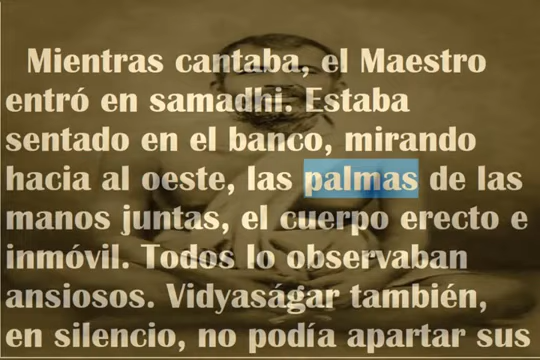 Mientras cantaba, el Maestro
entró en samadhi. Estaba
sentado en el banco, mirando
hacia al oeste, las palmas de las
manos juntas, el cuerpo erecto e
inmóvil. Todos lo observaban
ansiosos. Vidyaságar también,
en silencio, no podía apartar sus